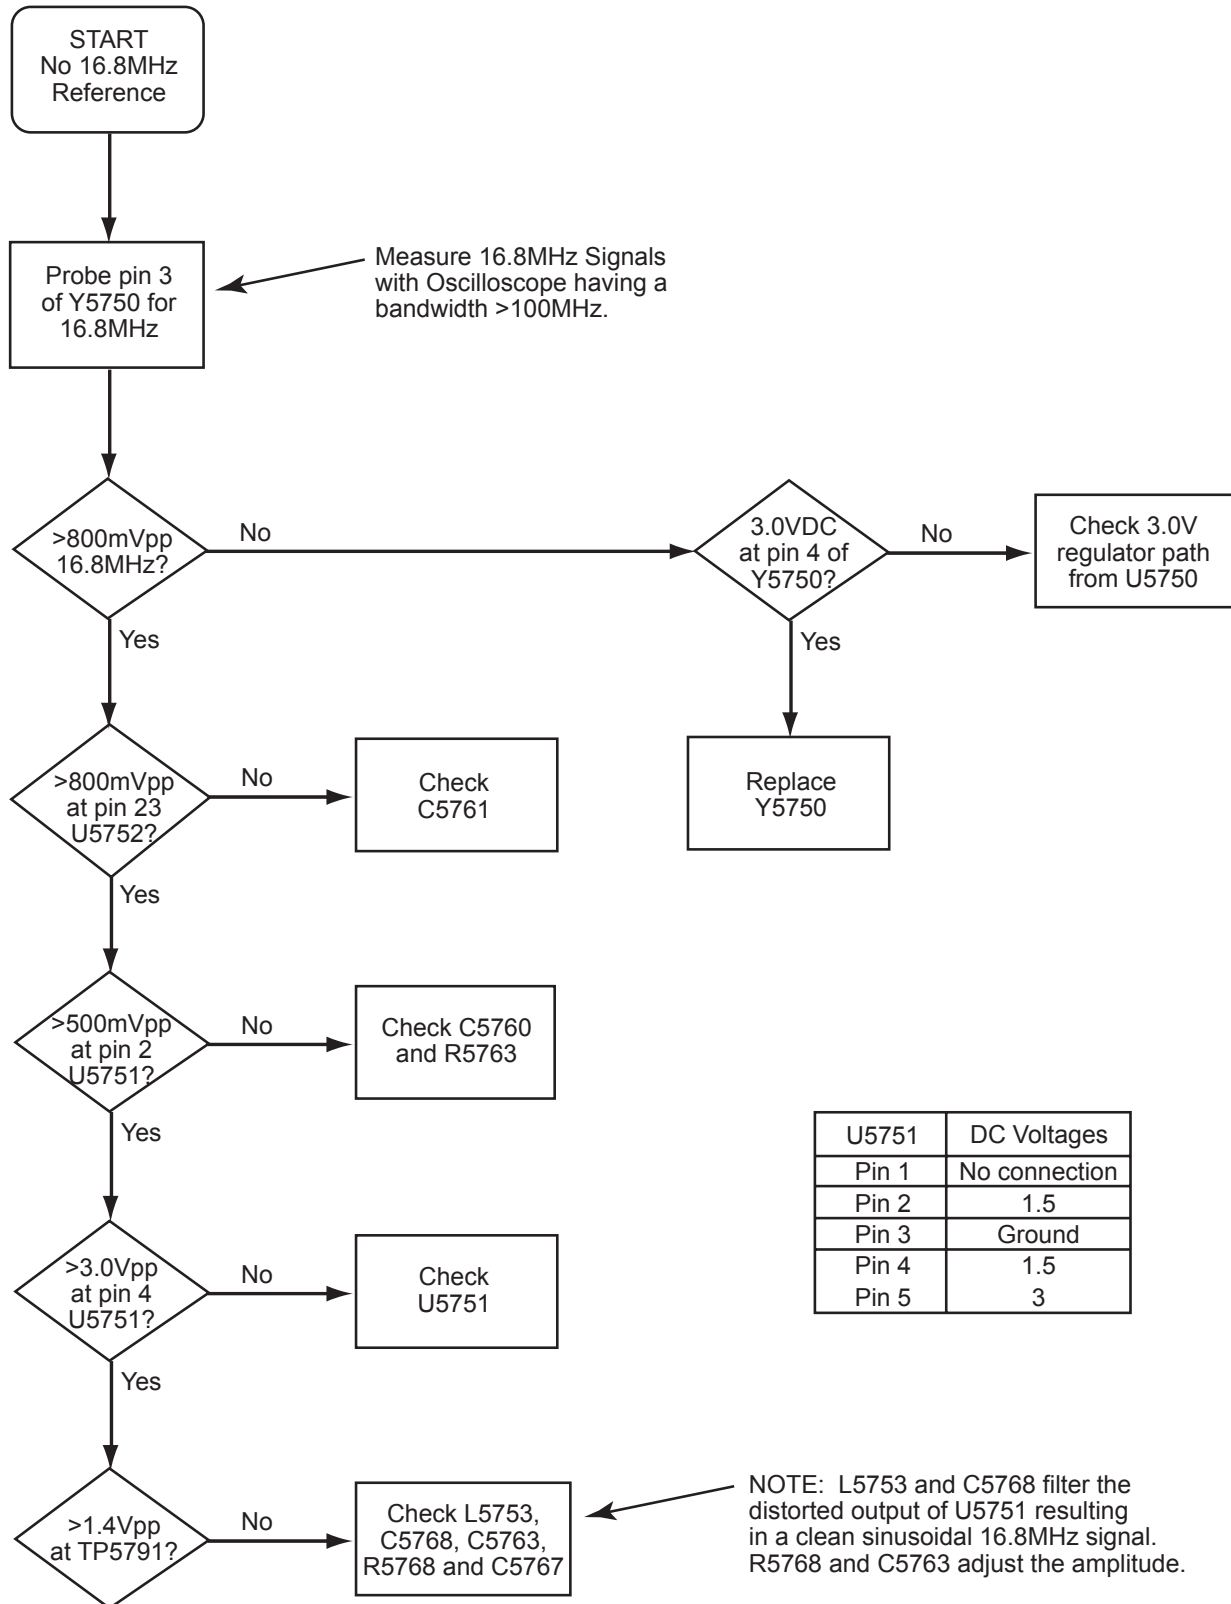 START
No 16.8MHz
Reference
Probe pin 3
of Y5750 for
16.8MHz
Measure 16.8MHz Signals
with Oscilloscope having a
bandwidth >100MHz.
>800mVpp
16.8MHz?
No
Yes
3.0VDC
at pin 4 of
Y5750?
No
Yes
Check 3.0V
regulator path
from U5750
Replace
Y5750
>800mVpp
at pin 23
U5752?
No
Yes
Check
C5761
>500mVpp
at pin 2
U5751?
No
Yes
Check C5760
and R5763
U5751 DC Voltages
Pin 1 No connection
Pin 2 1.5
Pin 3 Ground
Pin 4 1.5
Pin 5 3
>3.0Vpp
at pin 4
U5751?
No
Yes
Check
U5751
>1.4Vpp
at TP5791?
No
Check L5753,
C5768, C5763,
R5768 and C5767
NOTE: L5753 and C5768 filter the
distorted output of U5751 resulting
in a clean sinusoidal 16.8MHz signal.
R5768 and C5763 adjust the amplitude.